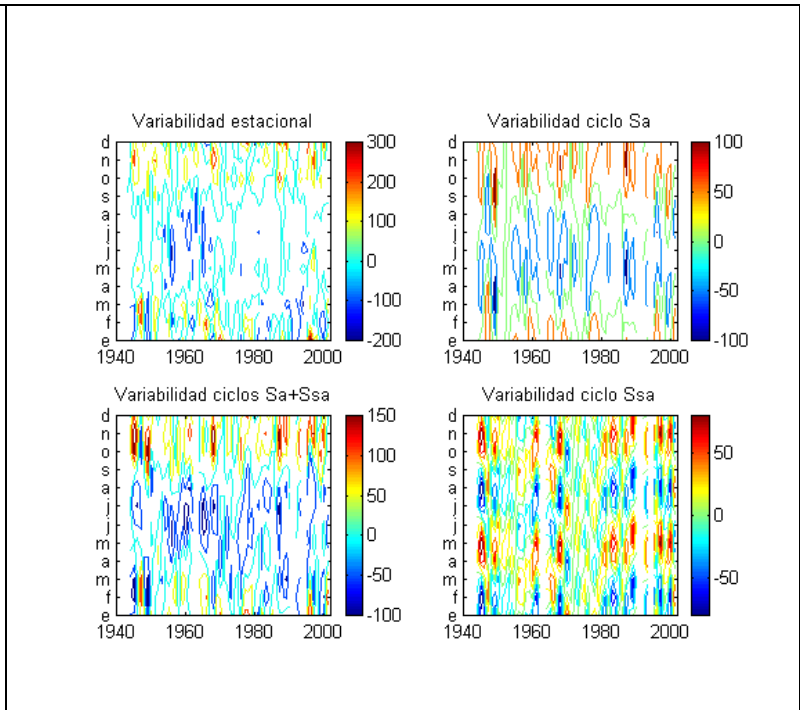 Variabilidad estacional
d
n
o
s
a
j
j
m
a
m
f
e
1940 1960 1980 2000
300
200
100
0
-100
-200
Variabilidad ciclo Sa
d
n
o
s
a
j
j
m
a
m
f
e
1940 1960 1980 2000
100
50
0
-50
-100
Variabilidad ciclos Sa+Ssa
d
n
o
s
a
j
j
m
a
m
f
e
1940 1960 1980 2000
150
100
50
0
-50
-100
Variabilidad ciclo Ssa
d
n
o
s
a
j
j
m
a
m
f
e
1940 1960 1980 2000
50
0
-50